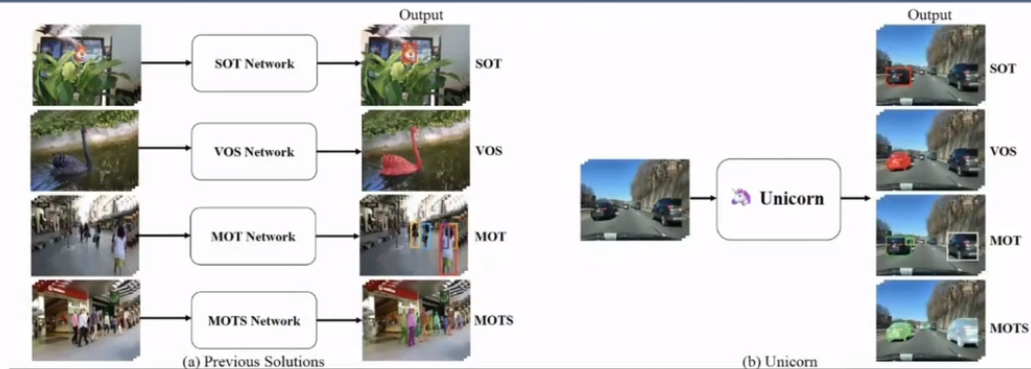 Output
SOT Network
SOT
VOS Network
VOS
MOT Network
MOT
MOTS Network
MOTS
(a) Previous Solutions
Output
SOT
VOS
Unicorn
MOT
MOTS
(b) Unicorn